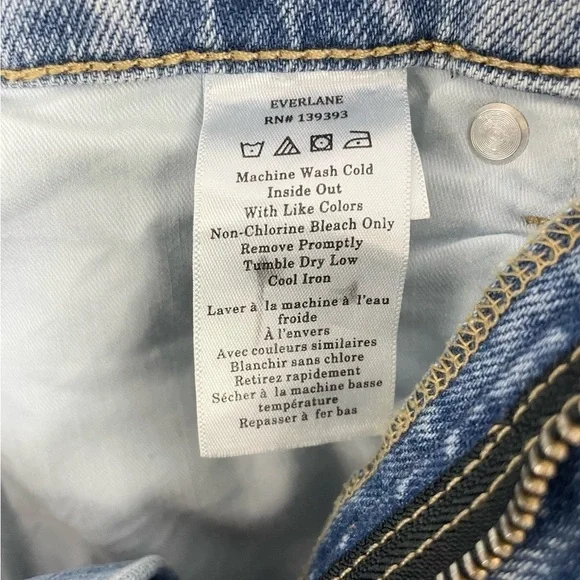 EVERLANE
RN# 139393
Machine Wash Cold
Inside Out
With Like Colors
Non-Chlorine Bleach Only
Remove Promptly
Tumble Dry Low
Cool Iron
Laver à la machine à l'eau
froide
À l'envers
Avec couleurs similaires
Blanchir sans chlore
Retirez rapidement
Sécher à la machine basse
température
Repasser à fer bas